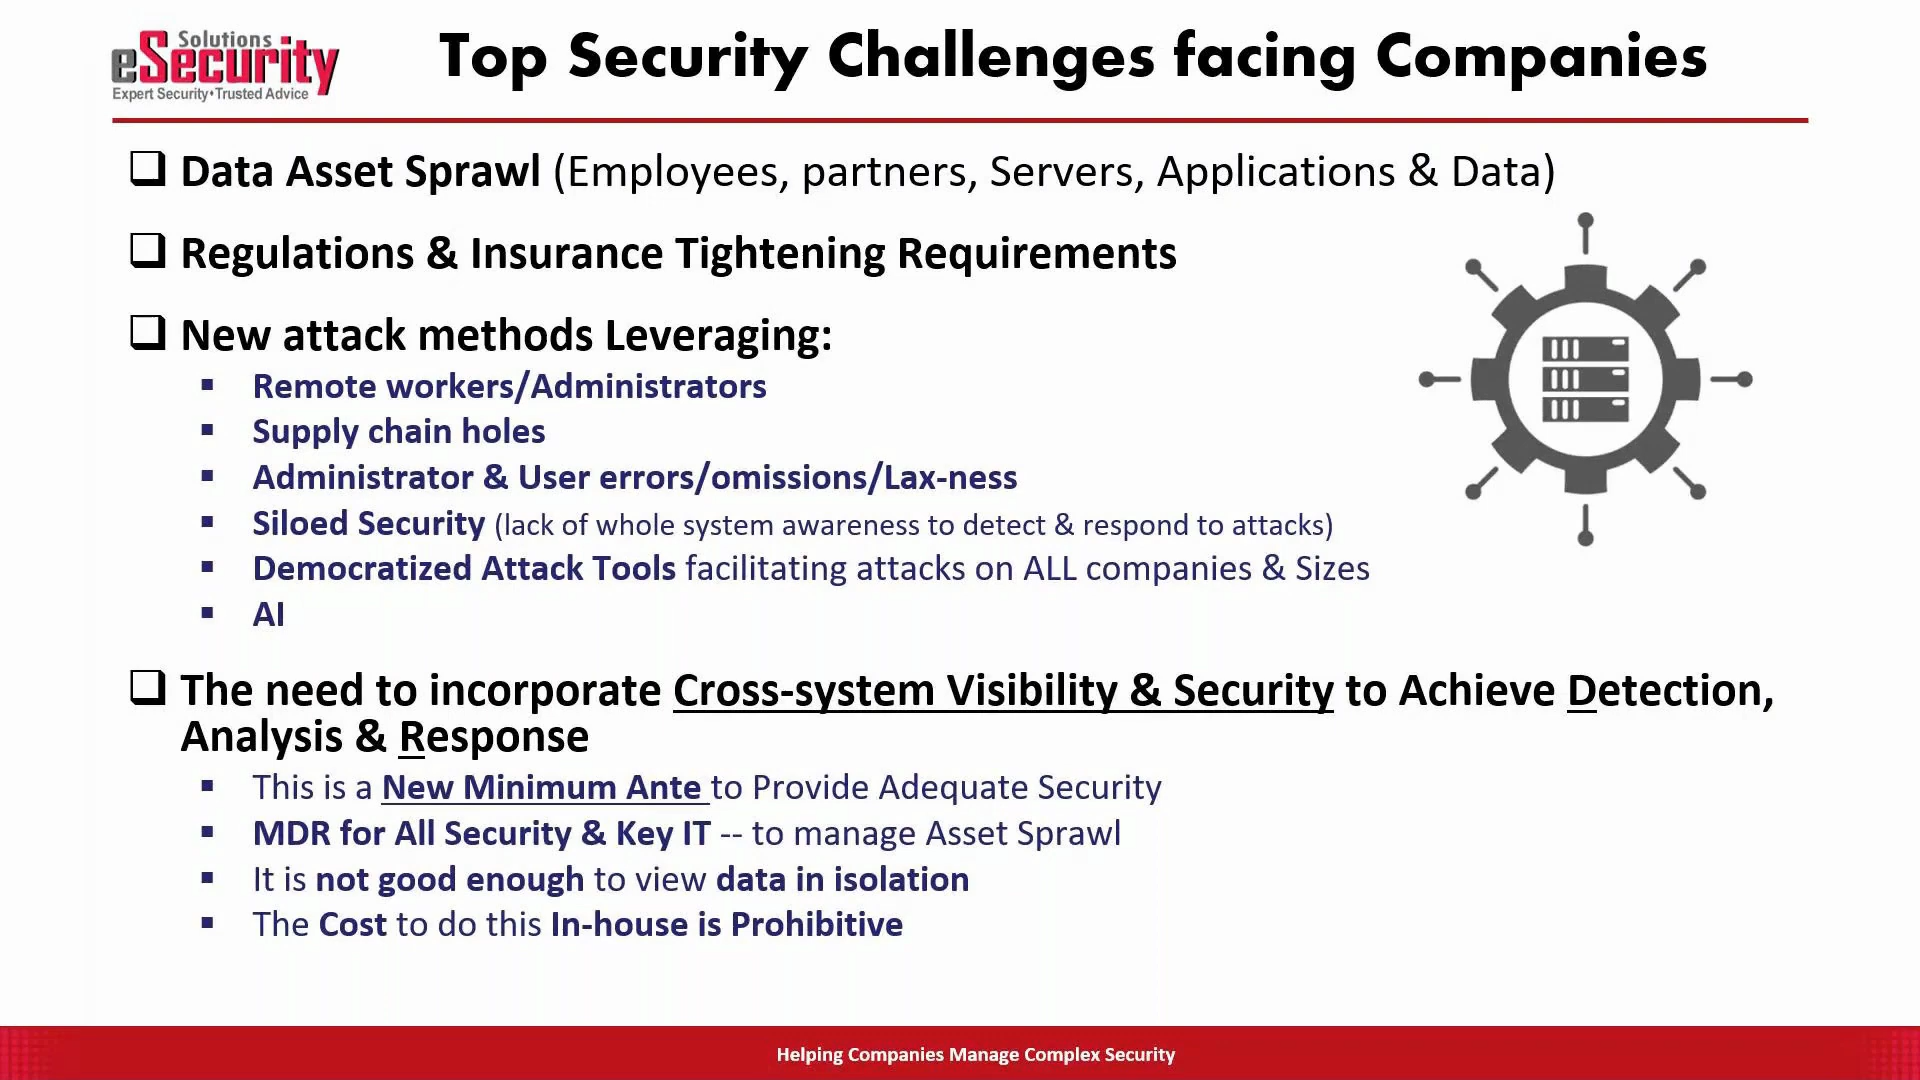 Solutions
eSecurity
Expert Security•Trusted Advice
Top Security Challenges facing Companies
Data Asset Sprawl (Employees, partners, Servers, Applications & Data)
Regulations & Insurance Tightening Requirements
New attack methods Leveraging:
Remote workers/Administrators
Supply chain holes
Administrator & User errors/omissions/Lax-ness
Siloed Security (lack of whole system awareness to detect & respond to attacks)
Democratized Attack Tools facilitating attacks on ALL companies & Sizes
AI
The need to incorporate Cross-system Visibility & Security to Achieve Detection,
Analysis & Response
This is a New Minimum Ante to Provide Adequate Security
MDR for All Security & Key IT -- to manage Asset Sprawl
It is not good enough to view data in isolation
The Cost to do this In-house is Prohibitive
Helping Companies Manage Complex Security